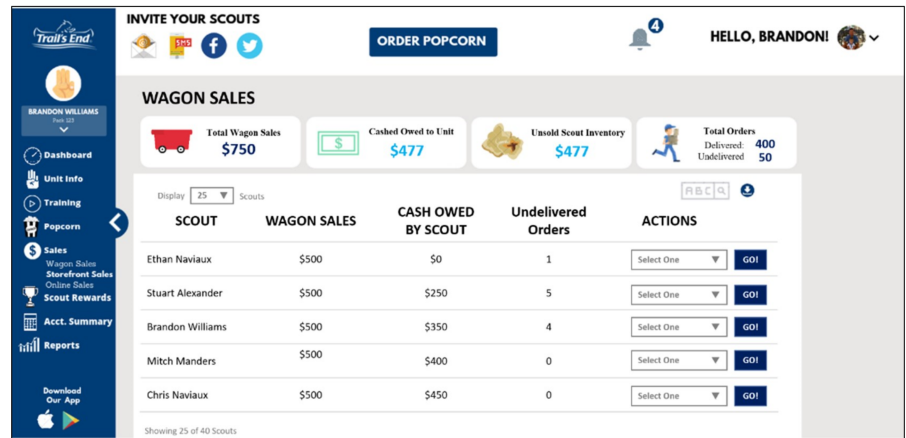 Trail's End
BRANDON WILLIAMS
Pack 123
Dashboard
Unit Info
Training
Popcorn
$ Sales
Wagon Sales
Storefront Sales
Online Sales
Scout Rewards
Acct. Summary
Reports
Download
Our App
INVITE YOUR SCOUTS
SMS
ORDER POPCORN
4
HELLO, BRANDON!
WAGON SALES
Total Wagon Sales
$750
$
Cashed Owed to Unit
$477
Unsold Scout Inventory
$477
Total Orders
Delivered: 400
Undelivered 50
Display 25 Scouts
ABC
SCOUT WAGON SALES CASH OWED BY SCOUT Undelivered Orders ACTIONS
Ethan Naviaux $500 $0 1 Select One GO!
Stuart Alexander $500 $250 5 Select One GO!
Brandon Williams $500 $350 4 Select One GO!
Mitch Manders $500 $400 0 Select One GO!
Chris Naviaux $500 $450 0 Select One GO!
Showing 25 of 40 Scouts